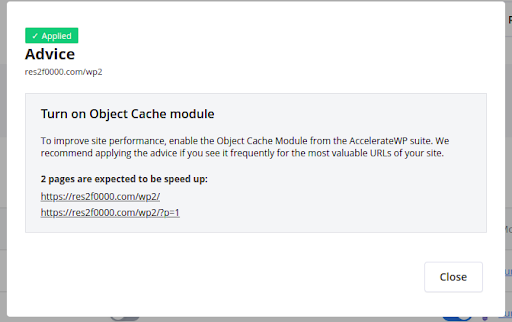 ✓ Applied
Advice
res2f0000.com/wp2
Turn on Object Cache module
To improve site performance, enable the Object Cache Module from the AccelerateWP suite. We
recommend applying the advice if you see it frequently for the most valuable URLs of your site.
2 pages are expected to be speed up:
https://res2f0000.com/wp2/
https://res2f0000.com/wp2/?p=1
Close